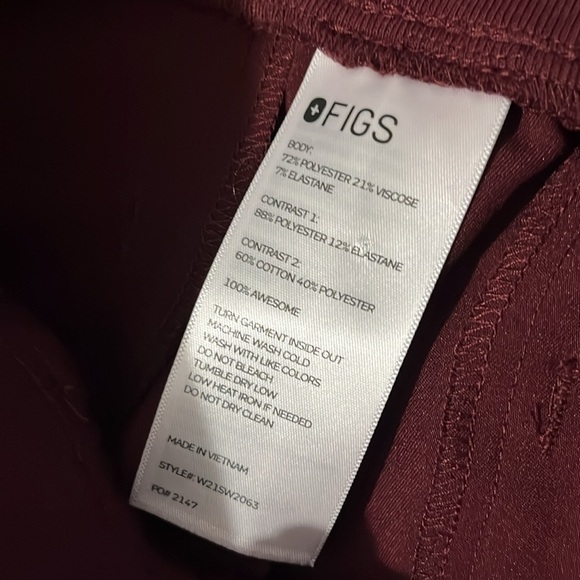 FIGS
BODY:
72% POLYESTER 21% VISCOSE
7% ELASTANE
CONTRAST 1:
88% POLYESTER 12% ELASTANE
CONTRAST 2:
60% COTTON 40% POLYESTER
100% AWESOME
TURN GARMENT INSIDE OUT
MACHINE WASH COLD
WASH WITH LIKE COLORS
DO NOT BLEACH
TUMBLE DRY LOW
LOW HEAT IRON IF NEEDED
DO NOT DRY CLEAN
MADE IN VIETNAM
STYLE#: W21SW2063
PO# 2147